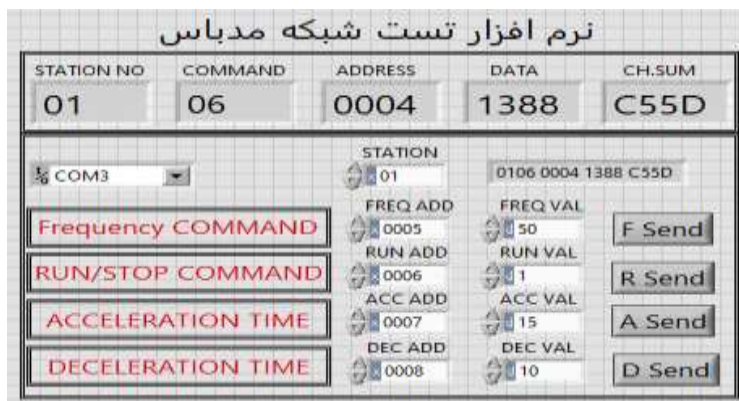 نرم افزار تست شبکه مدباس
STATION NO COMMAND ADDRESS DATA CH.SUM
01 06 0004 1388 C55D
STATION
COM3 01 0106 0004 1388 C55D
FREQ ADD FREQ VAL
Frequency COMMAND x 0005 d 50 F Send
RUN ADD RUN VAL
RUN/STOP COMMAND x 0006 d 1 R Send
ACC ADD ACC VAL
ACCELERATION TIME x 0007 d 15 A Send
DEC ADD DEC VAL
DECELERATION TIME x 0008 d 10 D Send